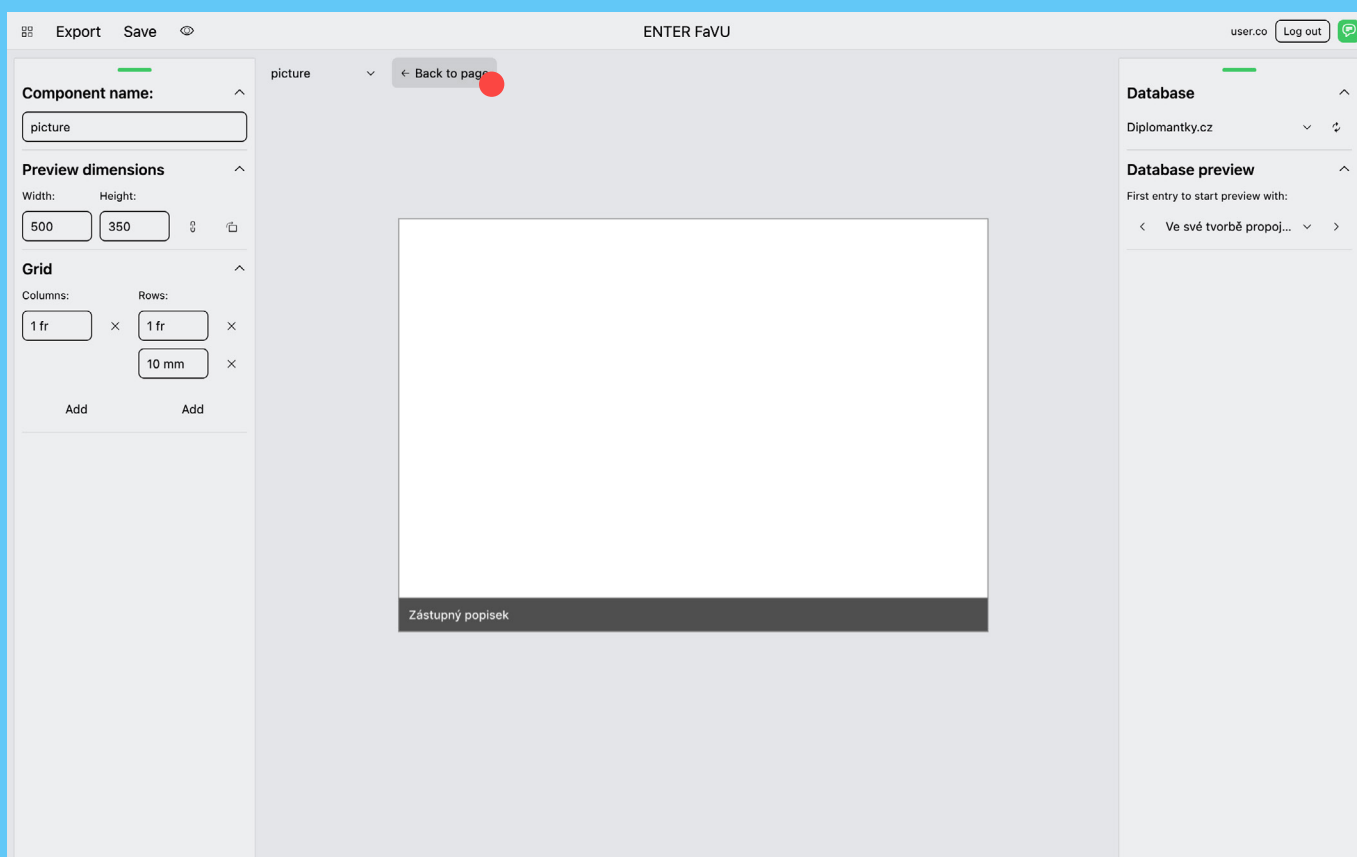 Export Save ENTER FaVU user.co Log out
picture ← Back to page
Component name:
picture
Preview dimensions
Width: Height:
500 350
Grid
Columns: Rows:
1 fr × 1 fr ×
10 mm ×
Add Add
Zástupný popisek
Database
Diplomantky.cz
Database preview
First entry to start preview with:
Ve své tvorbě propoj...